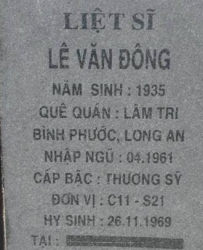 LIỆT SĨ
LÊ VĂN ĐÔNG
NĂM SINH : 1935
QUÊ QUÁN : LÂM TRI
BÌNH PHƯỚC, LONG AN
NHẬP NGŨ : 04.1961
CẤP BẬC : THƯỢNG SỸ
ĐƠN VỊ : C11 - S21
HY SINH : 26.11.1969
TẠI :